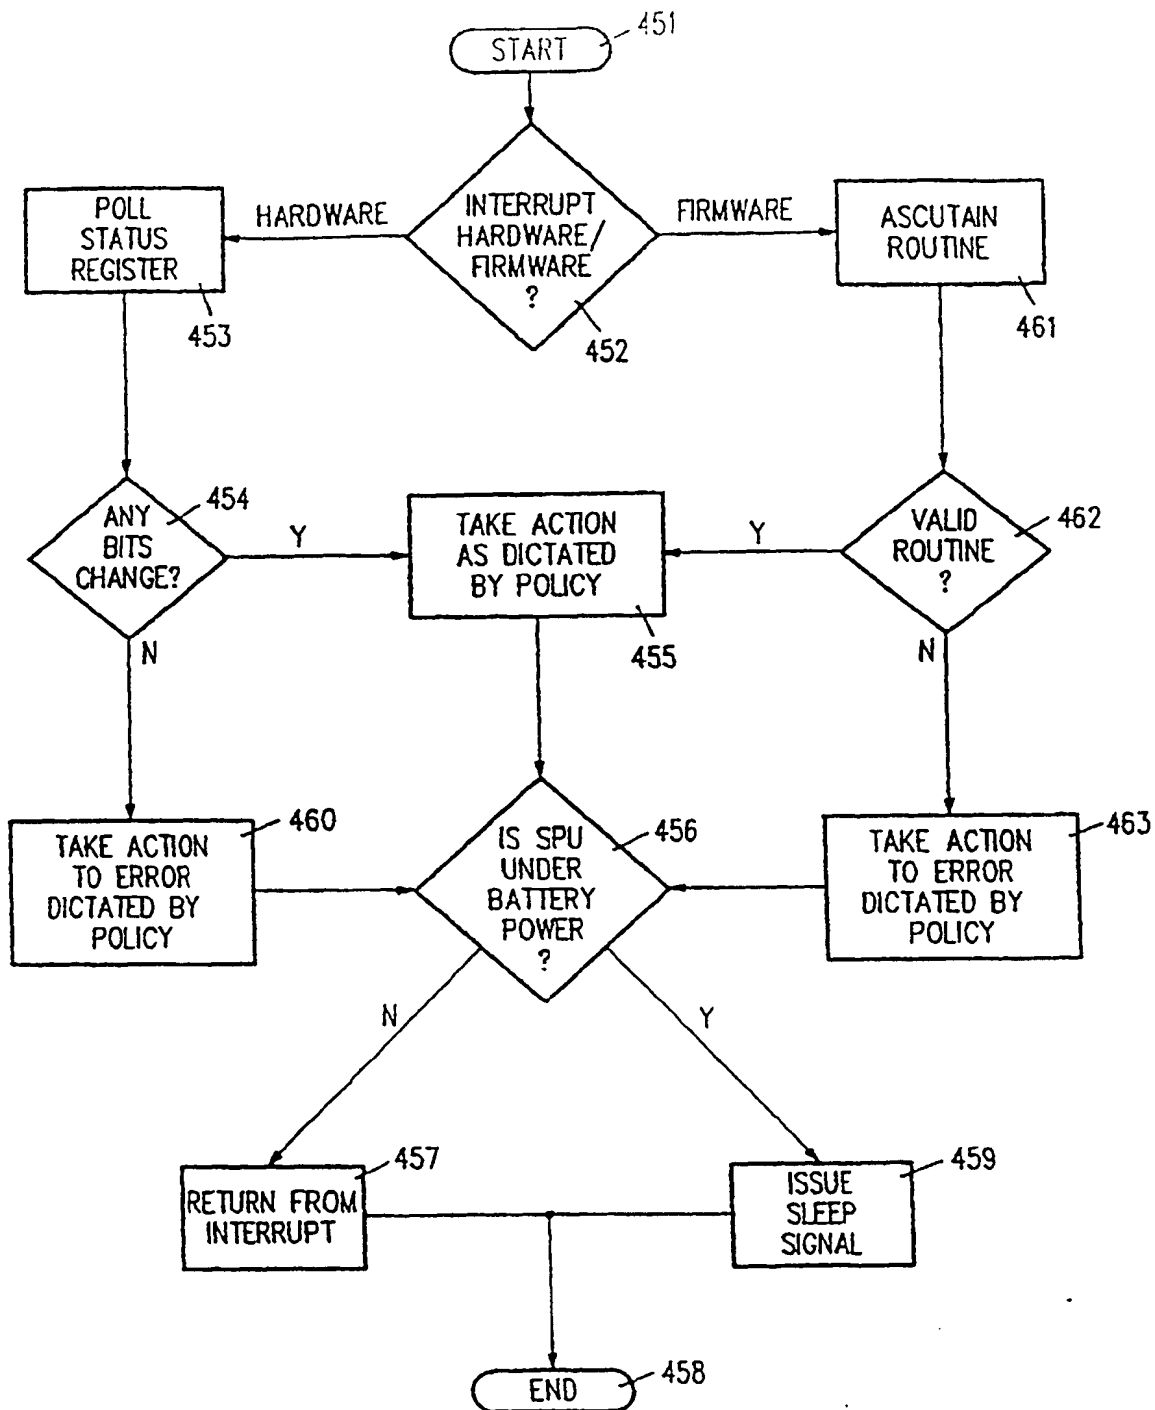 START
451
INTERRUPT
HARDWARE/
FIRMWARE
?
452
HARDWARE
FIRMWARE
POLL
STATUS
REGISTER
453
ASCUTAIN
ROUTINE
461
ANY
BITS
CHANGE?
454
Y
N
TAKE ACTION
AS DICTATED
BY POLICY
455
VALID
ROUTINE
?
462
Y
N
TAKE ACTION
TO ERROR
DICTATED BY
POLICY
460
IS SPU
UNDER
BATTERY
POWER
?
456
TAKE ACTION
TO ERROR
DICTATED BY
POLICY
463
N
Y
RETURN FROM
INTERRUPT
457
ISSUE
SLEEP
SIGNAL
459
END
458